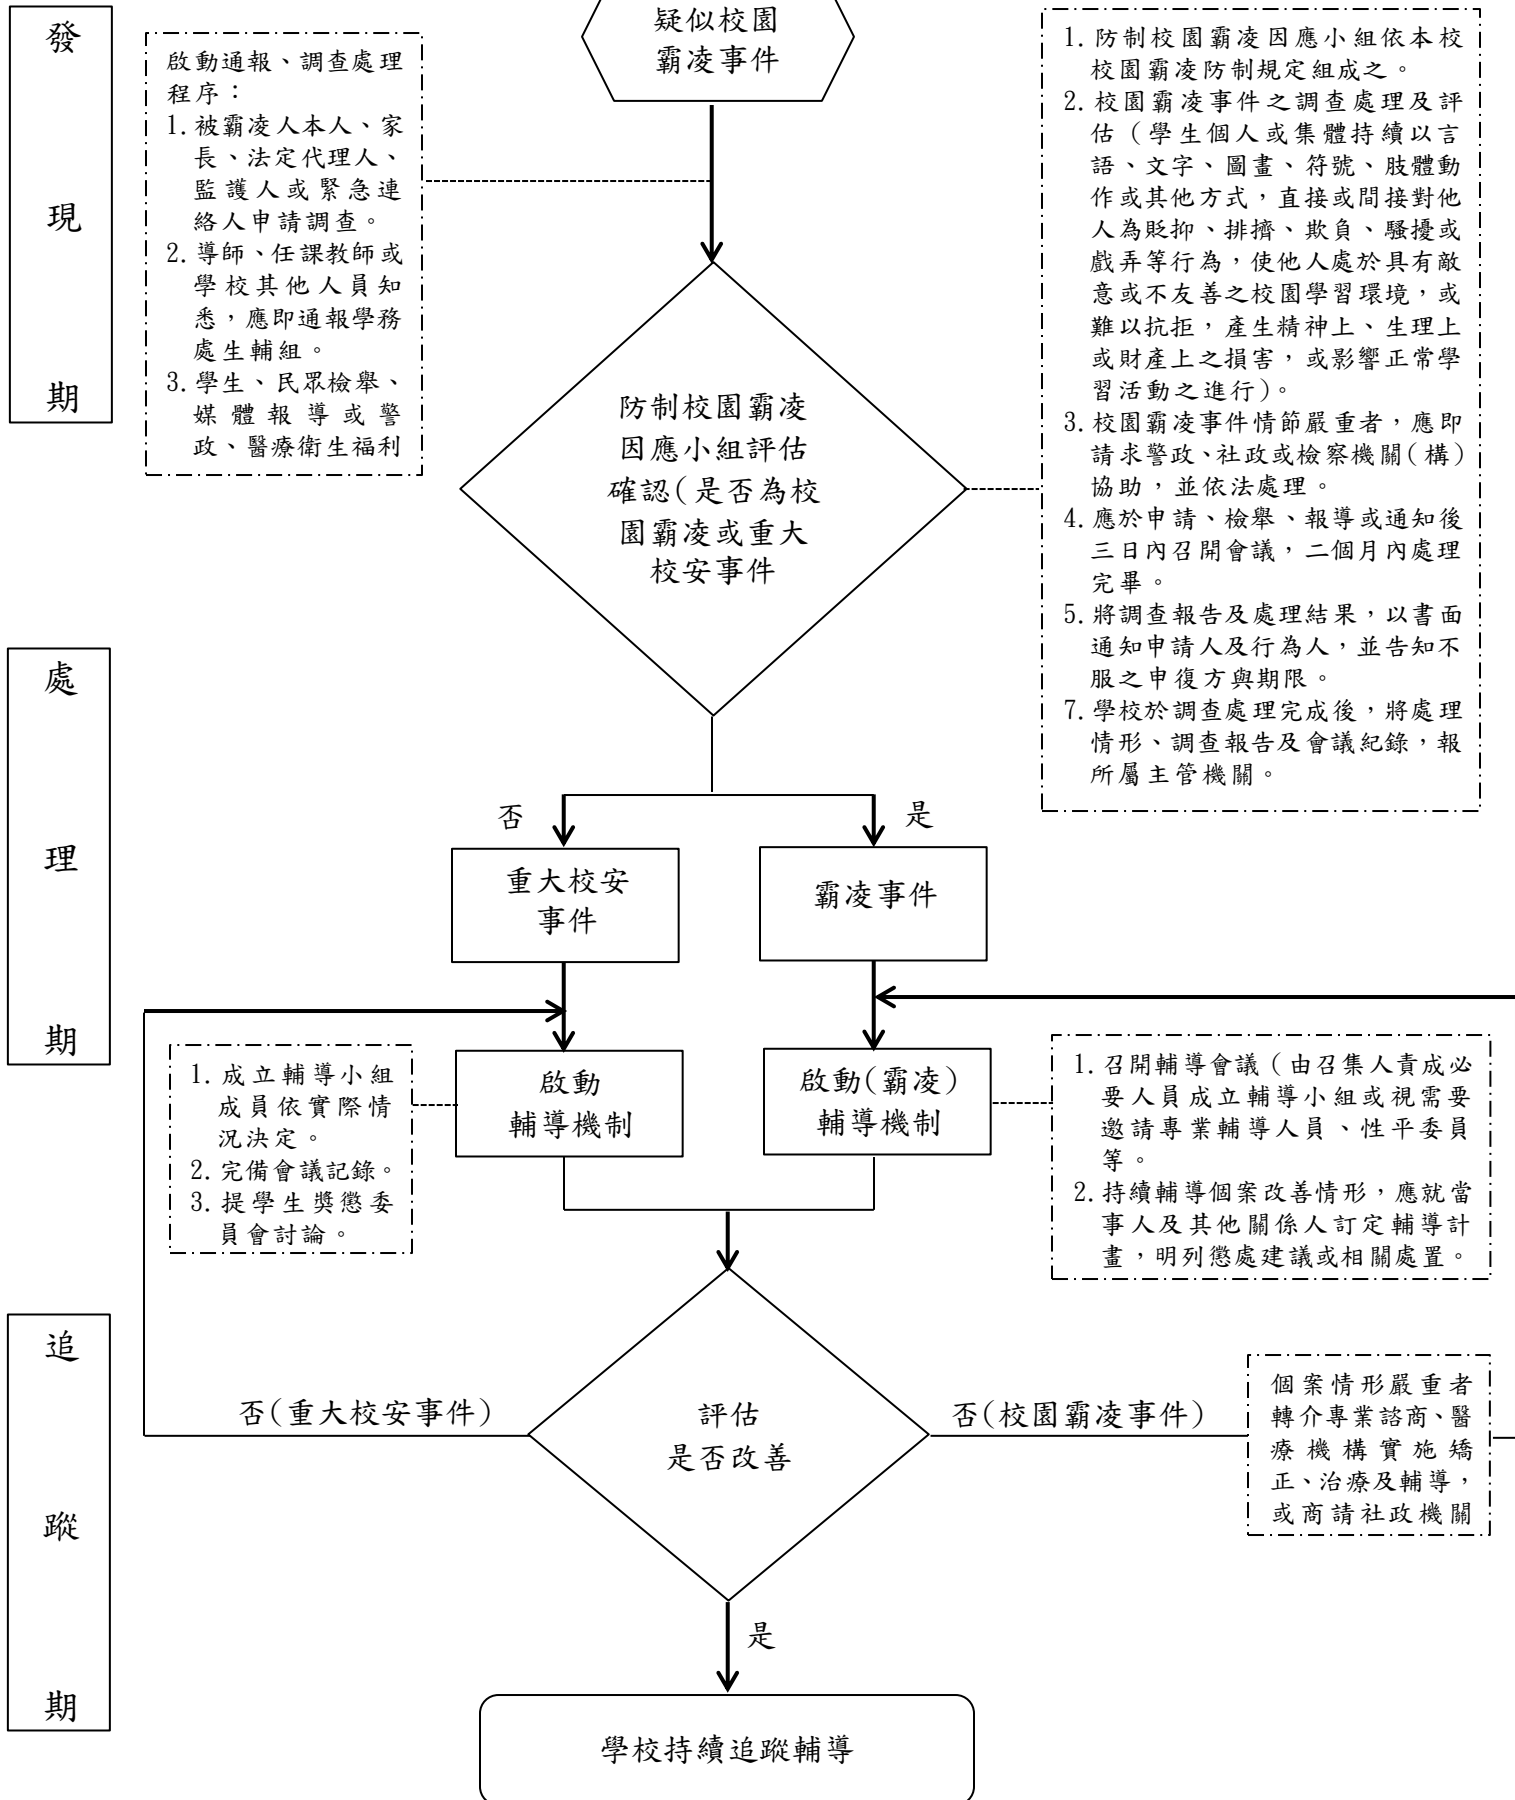 發
現
期
疑似校園
霸凌事件
啟動通報、調查處理
程序：
1.被霸凌人本人、家
長、法定代理人、
監護人或緊急連
絡人申請調查。
2.導師、任課教師或
學校其他人員知
悉，應即通報學務
處生輔組。
3.學生、民眾檢舉、
媒體報導或警
政、醫療衛生福利
1.防制校園霸凌因應小組依本校
校園霸凌防制規定組成之。
2.校園霸凌事件之調查處理及評
估（學生個人或集體持續以言
語、文字、圖畫、符號、肢體動
作或其他方式，直接或間接對他
人為貶抑、排擠、欺負、騷擾或
戲弄等行為，使他人處於具有敵
意或不友善之校園學習環境，或
難以抗拒，產生精神上、生理上
或財產上之損害，或影響正常學
習活動之進行)。
3.校園霸凌事件情節嚴重者，應即
請求警政、社政或檢察機關(構)
協助，並依法處理。
4.應於申請、檢舉、報導或通知後
三日內召開會議，二個月內處理
完畢。
5.將調查報告及處理結果，以書面
通知申請人及行為人，並告知不
服之申復方與期限。
7.學校於調查處理完成後，將處理
情形、調查報告及會議紀錄，報
所屬主管機關。
防制校園霸凌
因應小組評估
確認(是否為校
園霸凌或重大
校安事件
處
理
期
否
是
重大校安
事件
霸凌事件
1.成立輔導小組
成員依實際情
況決定。
2.完備會議記錄。
3.提學生獎懲委
員會討論。
啟動
輔導機制
啟動(霸凌)
輔導機制
1.召開輔導會議（由召集人責成必
要人員成立輔導小組或視需要
邀請專業輔導人員、性平委員
等。
2.持續輔導個案改善情形，應就當
事人及其他關係人訂定輔導計
畫，明列懲處建議或相關處置。
追
蹤
期
否(重大校安事件)
評估
是否改善
否(校園霸凌事件)
個案情形嚴重者
轉介專業諮商、醫
療機構實施矯
正、治療及輔導，
或商請社政機關
是
學校持續追蹤輔導